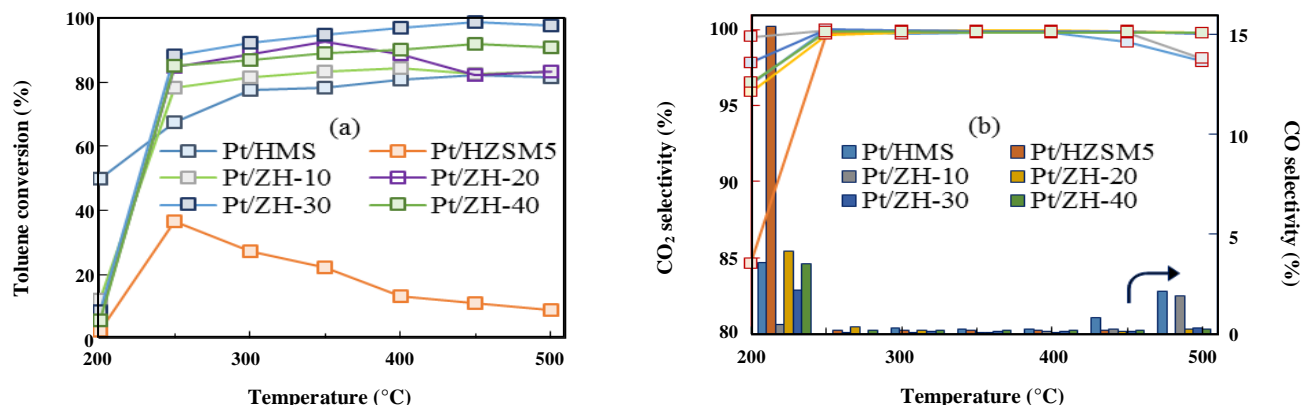 100
80
60
40
20
0
200
250
300
350
400
450
500
Toluene conversion (%)
Temperature (°C)
(a)
Pt/HMS
Pt/HZSM5
Pt/ZH-10
Pt/ZH-20
Pt/ZH-30
Pt/ZH-40
100
95
90
85
80
200
300
400
500
15
10
5
0
CO₂ selectivity (%)
CO selectivity (%)
Temperature (°C)
(b)
Pt/HMS
Pt/HZSM5
Pt/ZH-10
Pt/ZH-20
Pt/ZH-30
Pt/ZH-40